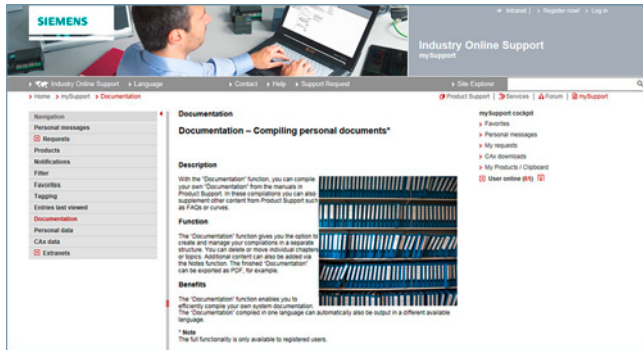 SIEMENS
Intranet | Register now! Log in
Industry Online Support
mySupport
Industry Online Support Language Contact Help Support Request Site Explorer
Home mySupport Documentation Product Support Services Forum mySupport
Navigation
Personal messages
Requests
Products
Notifications
Filter
Favorites
Tagging
Entries last viewed
Documentation
Personal data
CAx data
Extranets
Documentation
Documentation – Compiling personal documents*
Description
With the "Documentation" function, you can compile
your own "Documentation" from the manuals in
Product Support. In these compilations you can also
supplement other content from Product Support such
as FAQs or curves.
Function
The "Documentation" function gives you the option to
create and manage your compilations in a separate
structure. You can delete or move individual chapters
or topics. Additional content can also be added via
the Notes function. The finished "Documentation"
can be exported as PDF, for example.
Benefits
The "Documentation" function enables you to
efficiently compile your own system documentation.
The "Documentation" compiled in one language can automatically also be output in a different available
language.
* Note
The full functionality is only available to registered users.
mySupport cockpit
Favorites
Personal messages
My requests
CAx downloads
My Products / Clipboard
User online (61)